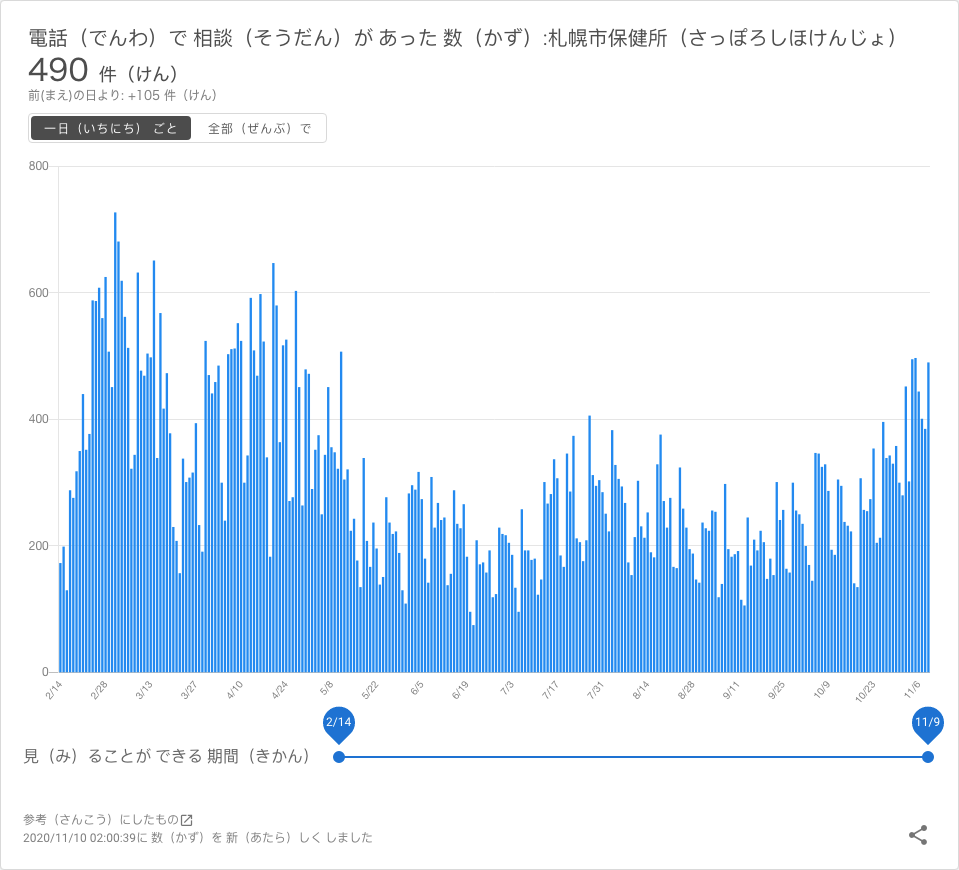 電話（でんわ）で 相談（そうだん）が あった 数（かず）:札幌市保健所（さっぽろしほけんじょ）
490 件（けん）
前(まえ)の日より: +105 件（けん）
一日（いちにち） ごと 全部（ぜんぶ）で
800
600
400
200
0
2/14 2/28 3/13 3/27 4/10 4/24 5/8 5/22 6/5 6/19 7/3 7/17 7/31 8/14 8/28 9/11 9/25 10/9 10/23 11/6
2/14 11/9
見（み）ることが できる 期間（きかん）
参考（さんこう）にしたもの
2020/11/10 02:00:39に 数（かず）を 新（あたら）しく しました